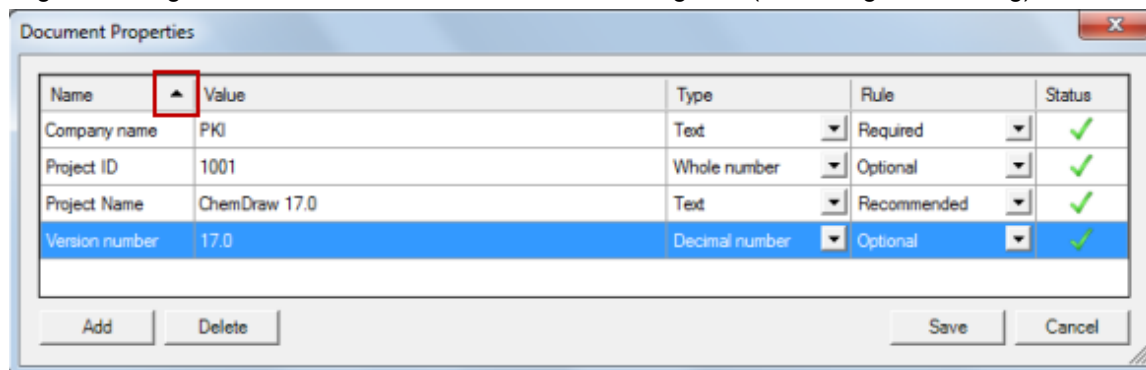 Document Properties
Name Value Type Rule Status
Company name PKI Text Required
Project ID 1001 Whole number Optional
Project Name ChemDraw 17.0 Text Recommended
Version number 17.0 Decimal number Optional
Add Delete Save Cancel